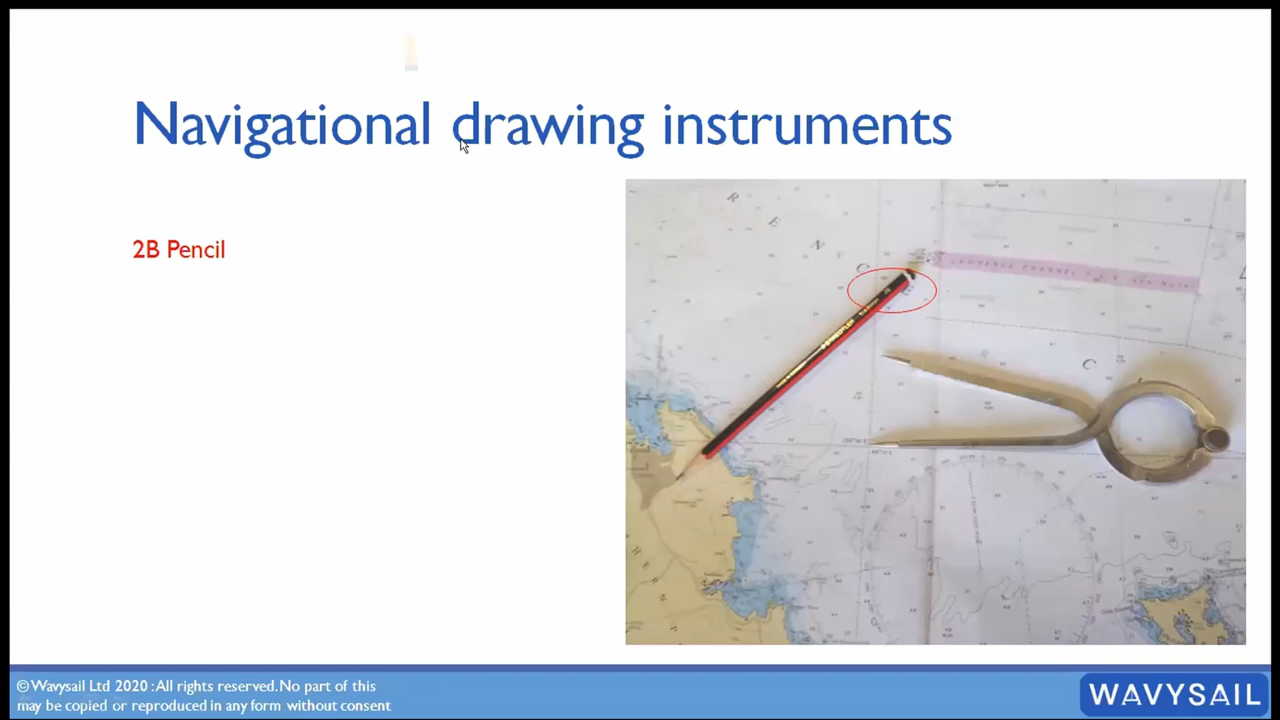 Navigational drawing instruments
2B Pencil
R E N C E
STAEDTLER
C
© Wavysail Ltd 2020 : All rights reserved. No part of this
may be copied or reproduced in any form without consent
WAVYSAIL